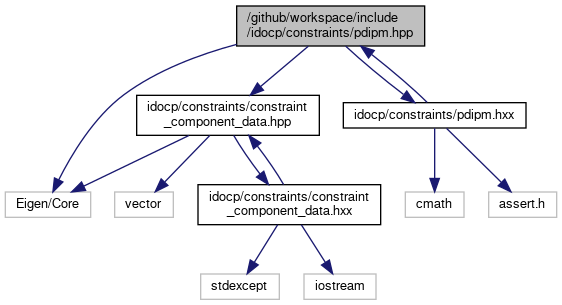 /github/workspace/include
/idocp/constraints/pdipm.hpp
idocp/constraints/constraint
_component_data.hpp
idocp/constraints/pdipm.hxx
Eigen/Core
vector
idocp/constraints/constraint
_component_data.hxx
cmath
assert.h
stdexcept
iostream